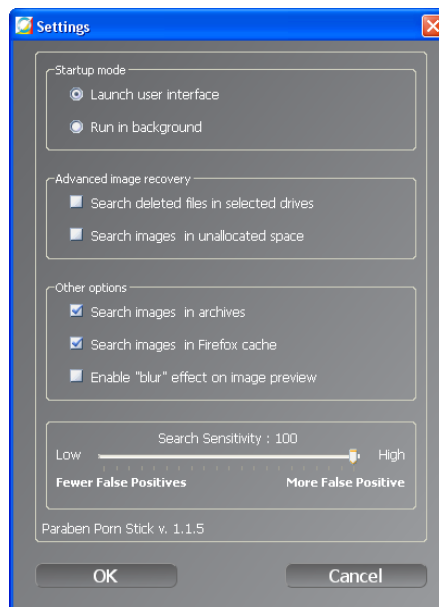 Settings
Startup mode
Launch user interface
Run in background
Advanced image recovery
Search deleted files in selected drives
Search images in unallocated space
Other options
Search images in archives
Search images in Firefox cache
Enable "blur" effect on image preview
Search Sensitivity : 100
Low High
Fewer False Positives More False Positive
Paraben Porn Stick v. 1.1.5
OK Cancel